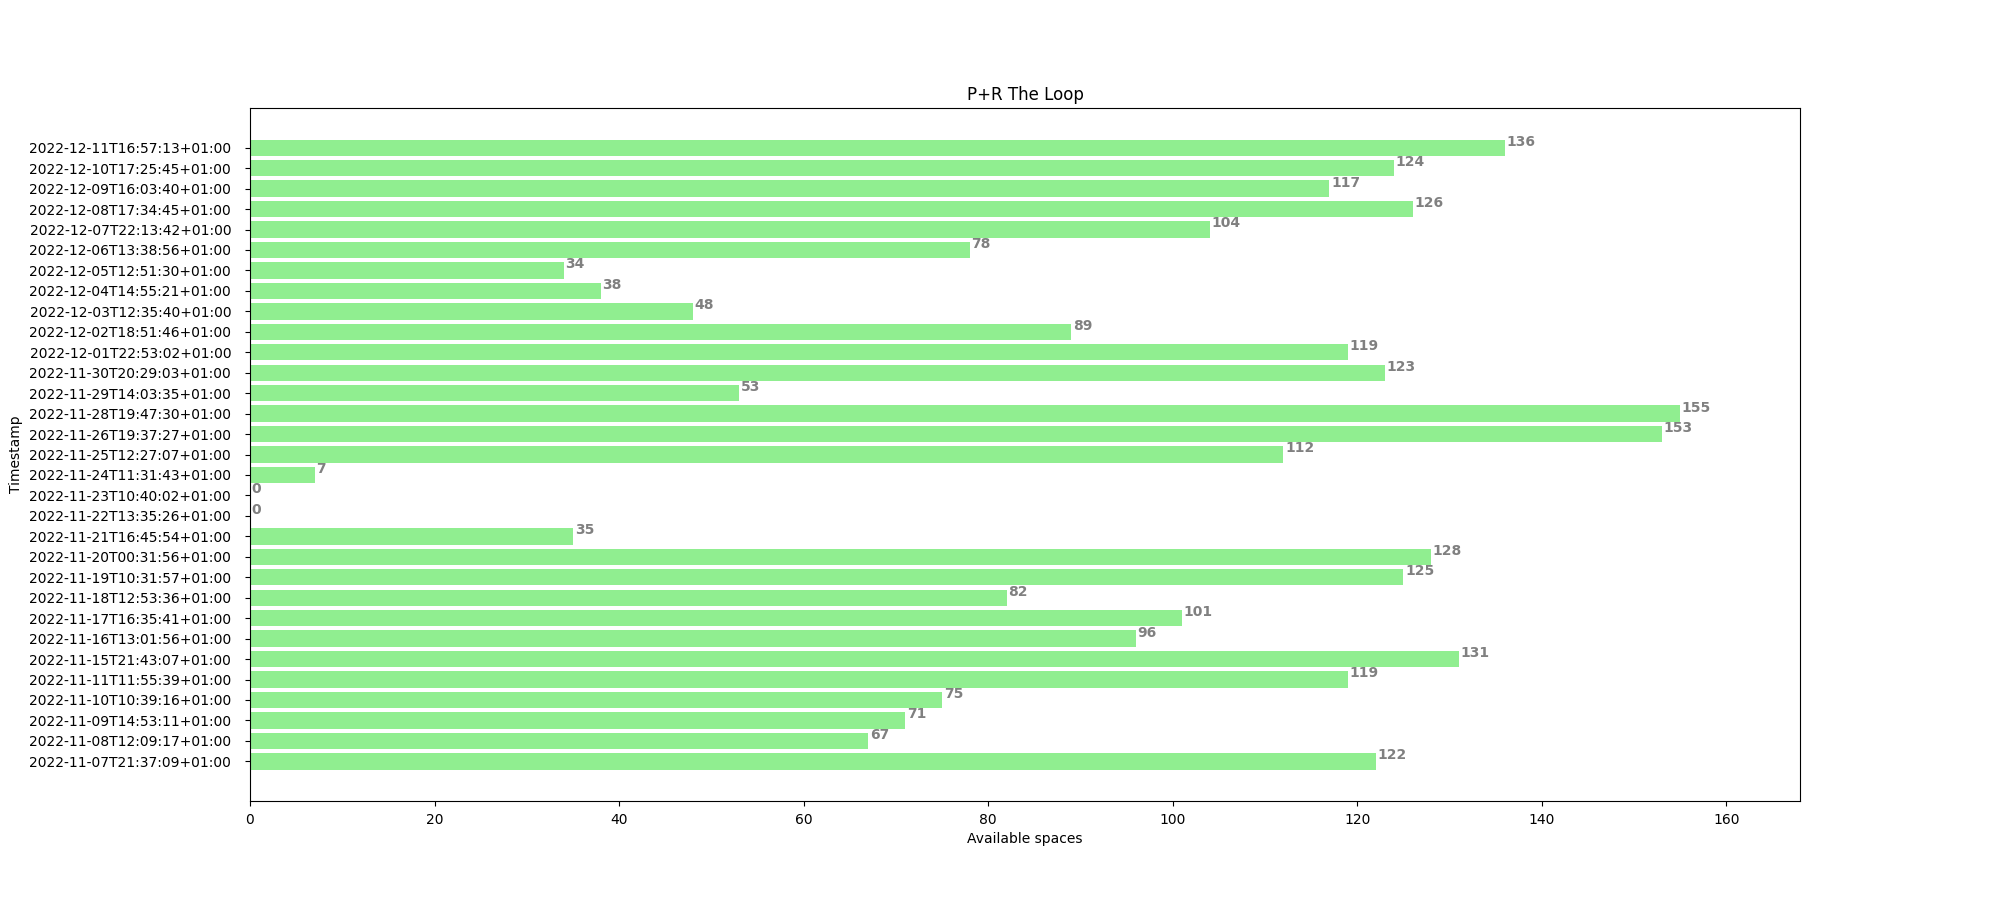 P+R The Loop
2022-12-11T16:57:13+01:00 136
2022-12-10T17:25:45+01:00 124
2022-12-09T16:03:40+01:00 117
2022-12-08T17:34:45+01:00 126
2022-12-07T22:13:42+01:00 104
2022-12-06T13:38:56+01:00 78
2022-12-05T12:51:30+01:00 34
2022-12-04T14:55:21+01:00 38
2022-12-03T12:35:40+01:00 48
2022-12-02T18:51:46+01:00 89
2022-12-01T22:53:02+01:00 119
2022-11-30T20:29:03+01:00 123
2022-11-29T14:03:35+01:00 53
2022-11-28T19:47:30+01:00 155
2022-11-26T19:37:27+01:00 153
2022-11-25T12:27:07+01:00 112
2022-11-24T11:31:43+01:00 7
2022-11-23T10:40:02+01:00 0
2022-11-22T13:35:26+01:00 0
2022-11-21T16:45:54+01:00 35
2022-11-20T00:31:56+01:00 128
2022-11-19T10:31:57+01:00 125
2022-11-18T12:53:36+01:00 82
2022-11-17T16:35:41+01:00 101
2022-11-16T13:01:56+01:00 96
2022-11-15T21:43:07+01:00 131
2022-11-11T11:55:39+01:00 119
2022-11-10T10:39:16+01:00 75
2022-11-09T14:53:11+01:00 71
2022-11-08T12:09:17+01:00 67
2022-11-07T21:37:09+01:00 122
Timestamp
0 20 40 60 80 100 120 140 160
Available spaces